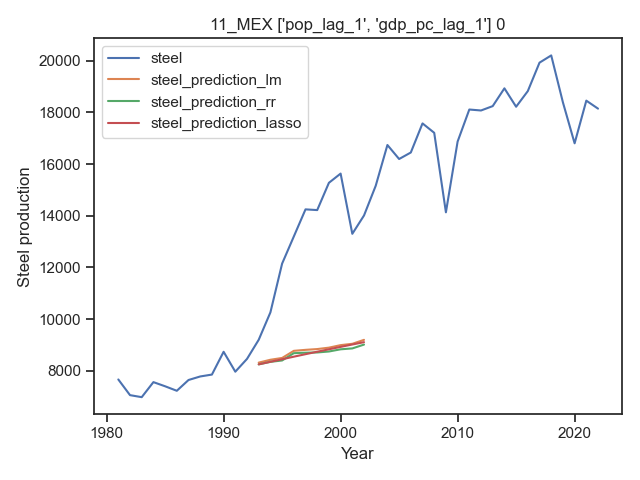 11_MEX ['pop_lag_1', 'gdp_pc_lag_1'] 0
steel
steel_prediction_lm
steel_prediction_rr
steel_prediction_lasso
Steel production
20000
18000
16000
14000
12000
10000
8000
1980
1990
2000
2010
2020
Year